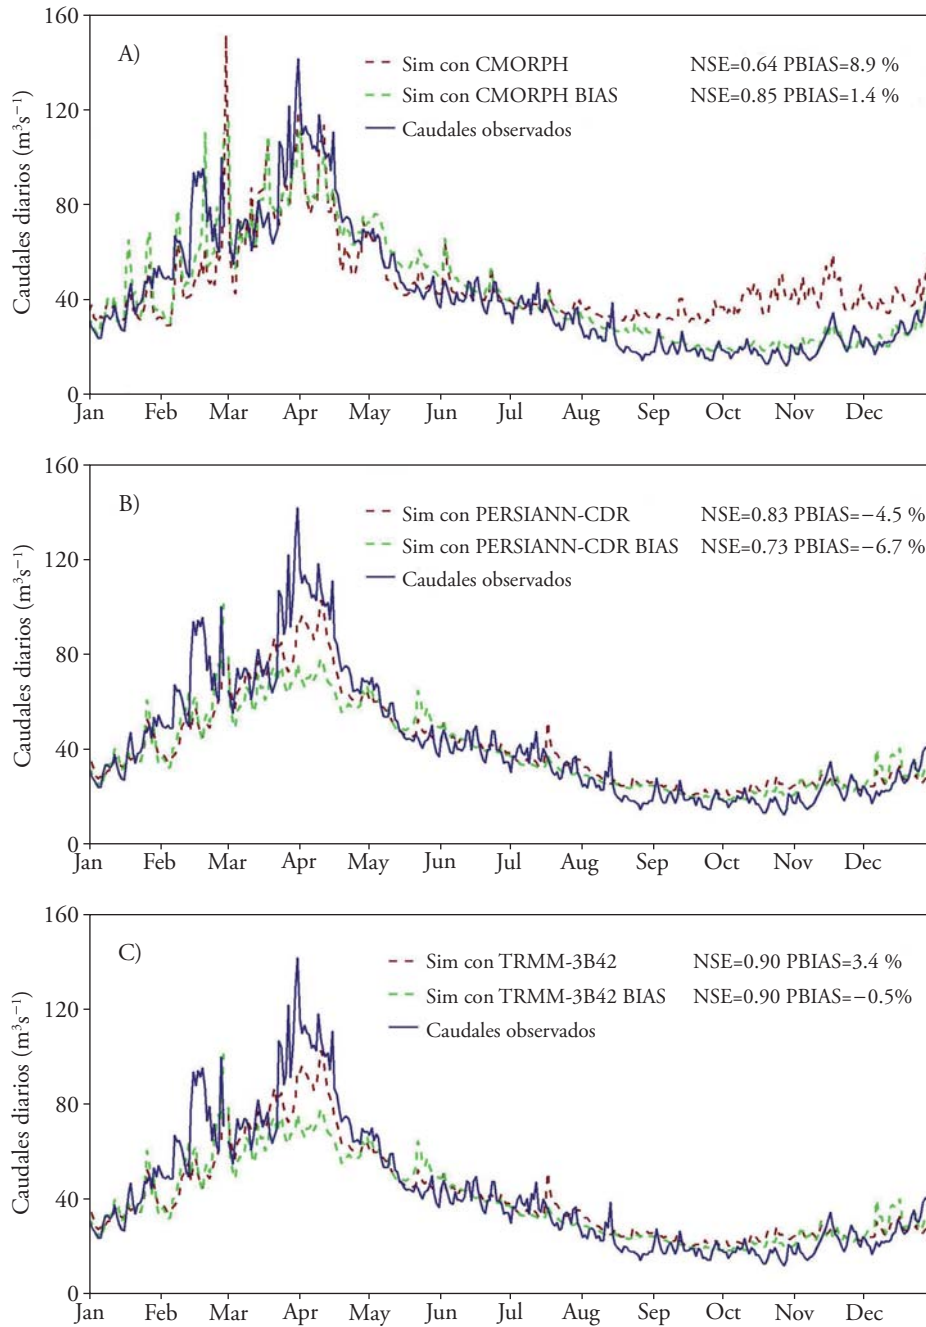 160
A)
Sim con CMORPH NSE=0.64 PBIAS=8.9 %
Sim con CMORPH BIAS NSE=0.85 PBIAS=1.4 %
Caudales observados
120
80
40
0
Caudales diarios (m³s⁻¹)
Jan Feb Mar Apr May Jun Jul Aug Sep Oct Nov Dec
160
B)
Sim con PERSIANN-CDR NSE=0.83 PBIAS=−4.5 %
Sim con PERSIANN-CDR BIAS NSE=0.73 PBIAS=−6.7 %
Caudales observados
120
80
40
0
Caudales diarios (m³s⁻¹)
Jan Feb Mar Apr May Jun Jul Aug Sep Oct Nov Dec
160
C)
Sim con TRMM-3B42 NSE=0.90 PBIAS=3.4 %
Sim con TRMM-3B42 BIAS NSE=0.90 PBIAS=−0.5%
Caudales observados
120
80
40
0
Caudales diarios (m³s⁻¹)
Jan Feb Mar Apr May Jun Jul Aug Sep Oct Nov Dec